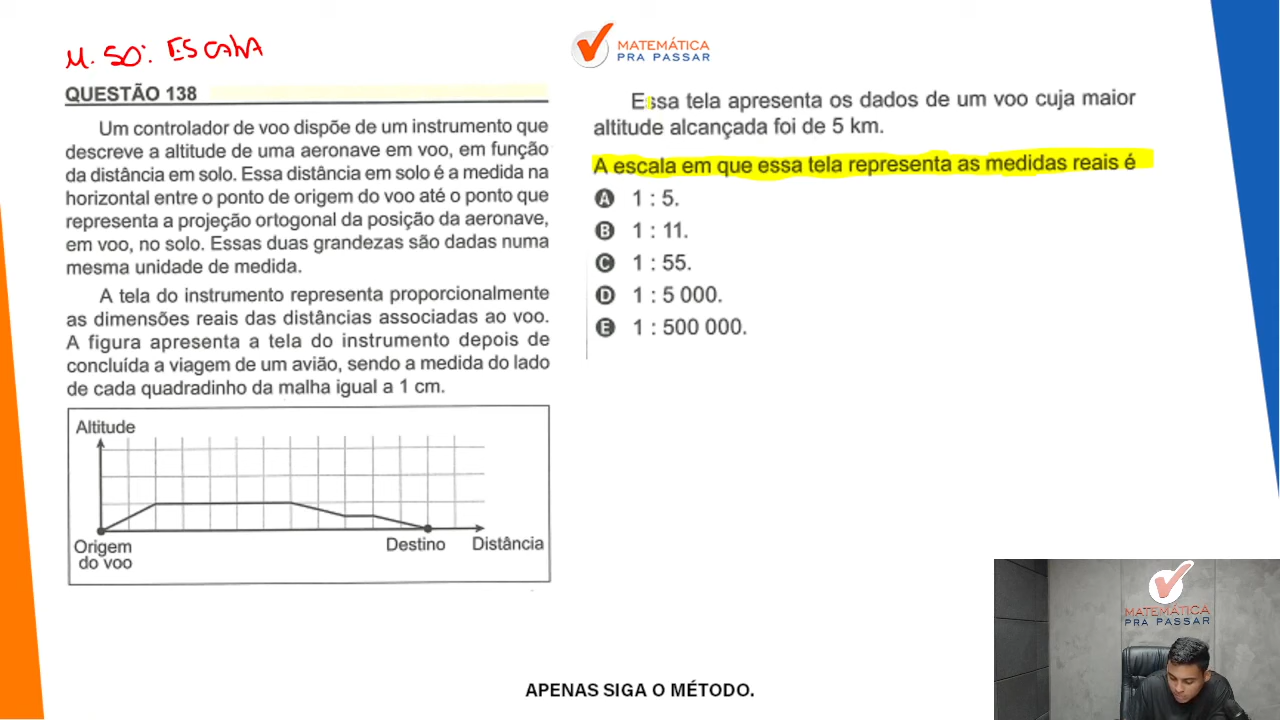 M. SO: ESCALA
MATEMÁTICA
PRA PASSAR
QUESTÃO 138
Um controlador de voo dispõe de um instrumento que
descreve a altitude de uma aeronave em voo, em função
da distância em solo. Essa distância em solo é a medida na
horizontal entre o ponto de origem do voo até o ponto que
representa a projeção ortogonal da posição da aeronave,
em voo, no solo. Essas duas grandezas são dadas numa
mesma unidade de medida.
A tela do instrumento representa proporcionalmente
as dimensões reais das distâncias associadas ao voo.
A figura apresenta a tela do instrumento depois de
concluída a viagem de um avião, sendo a medida do lado
de cada quadradinho da malha igual a 1 cm.
Altitude
Origem
do voo
Destino
Distância
Essa tela apresenta os dados de um voo cuja maior
altitude alcançada foi de 5 km.
A escala em que essa tela representa as medidas reais é
A 1 : 5.
B 1 : 11.
C 1 : 55.
D 1 : 5 000.
E 1 : 500 000.
MATEMÁTICA
PRA PASSAR
APENAS SIGA O MÉTODO.